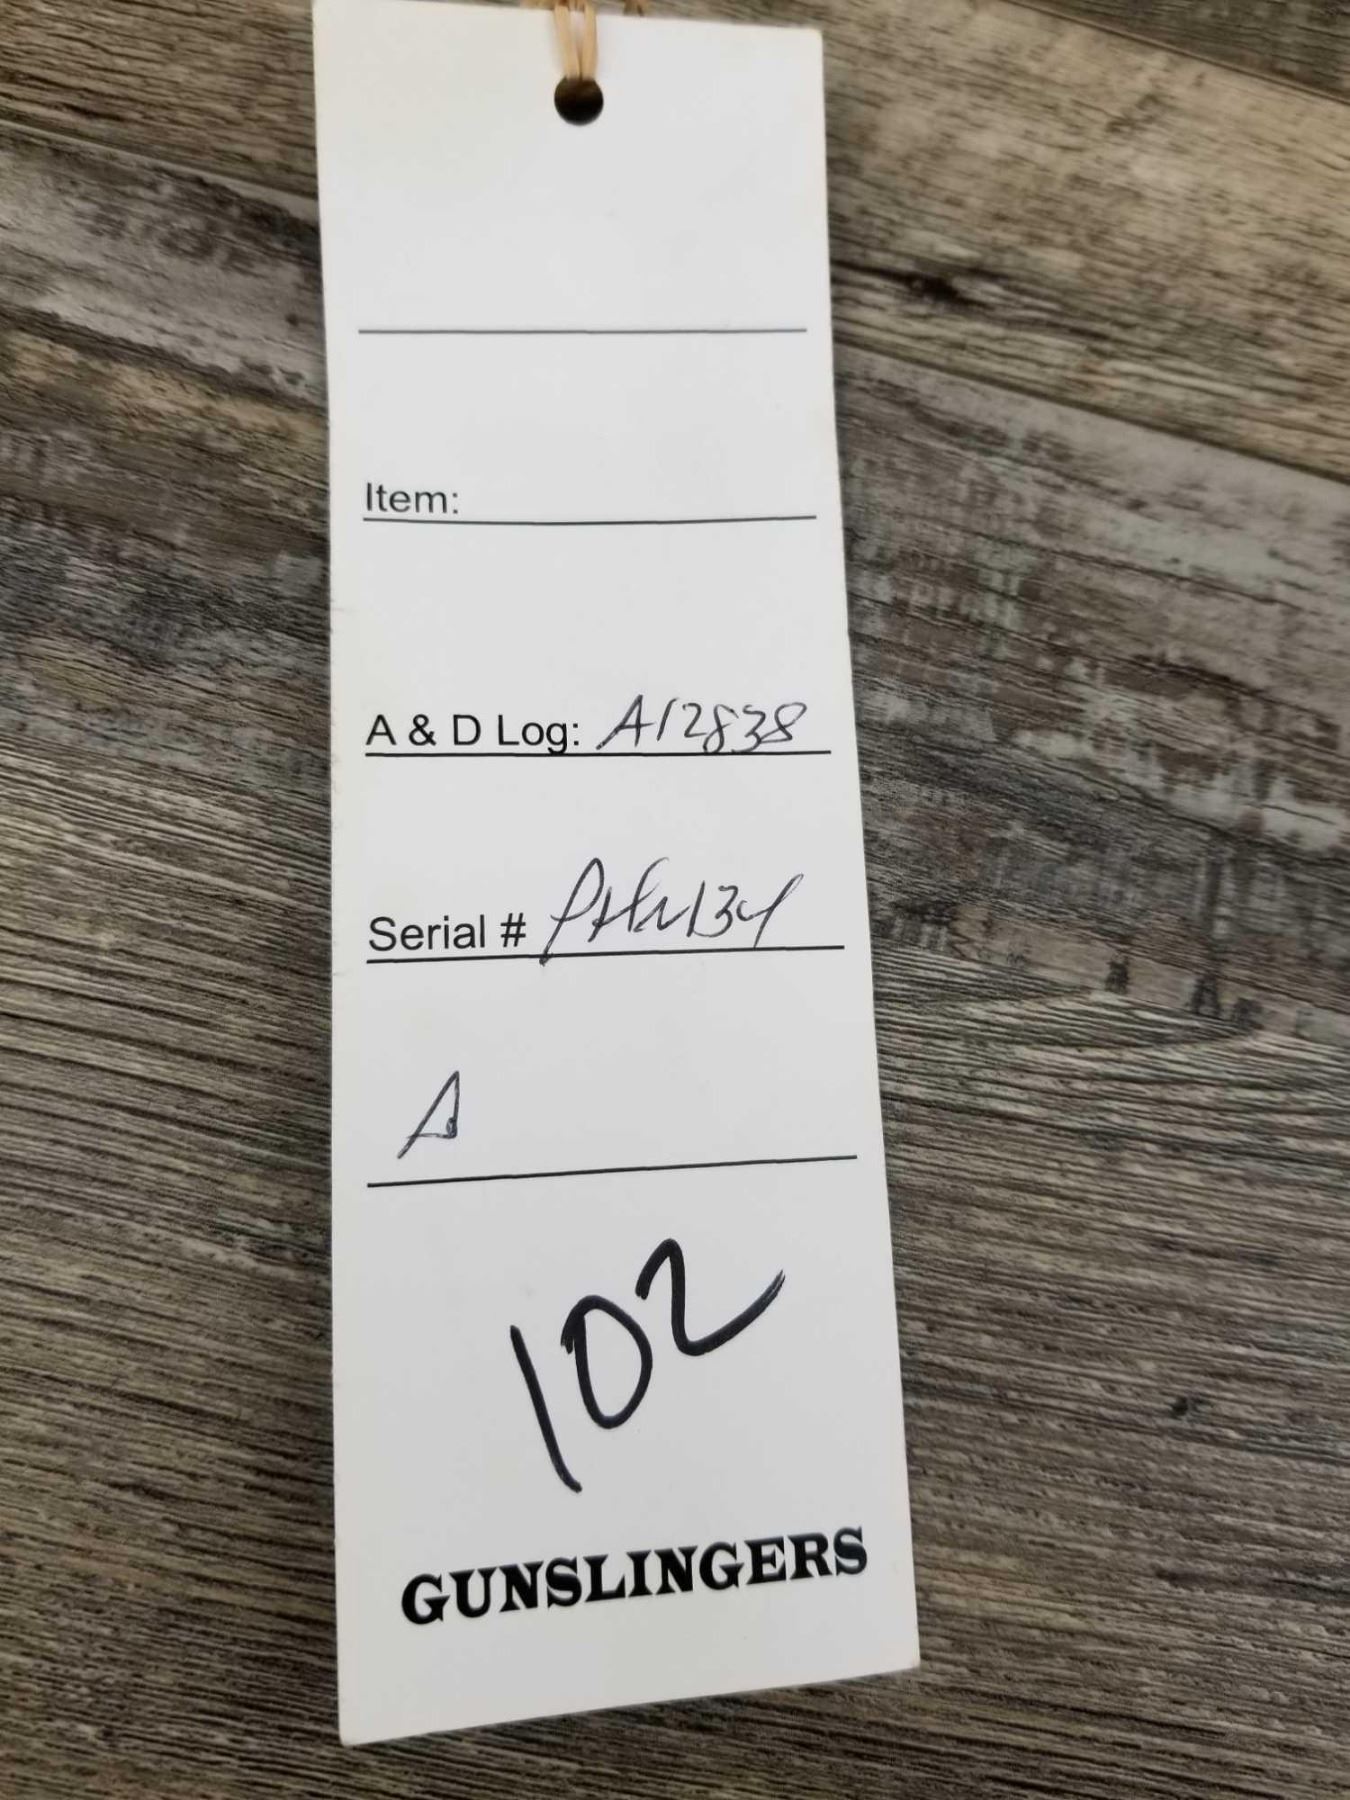 Item:
A & D Log: A12838
Serial #
A
102
GUNSLINGERS